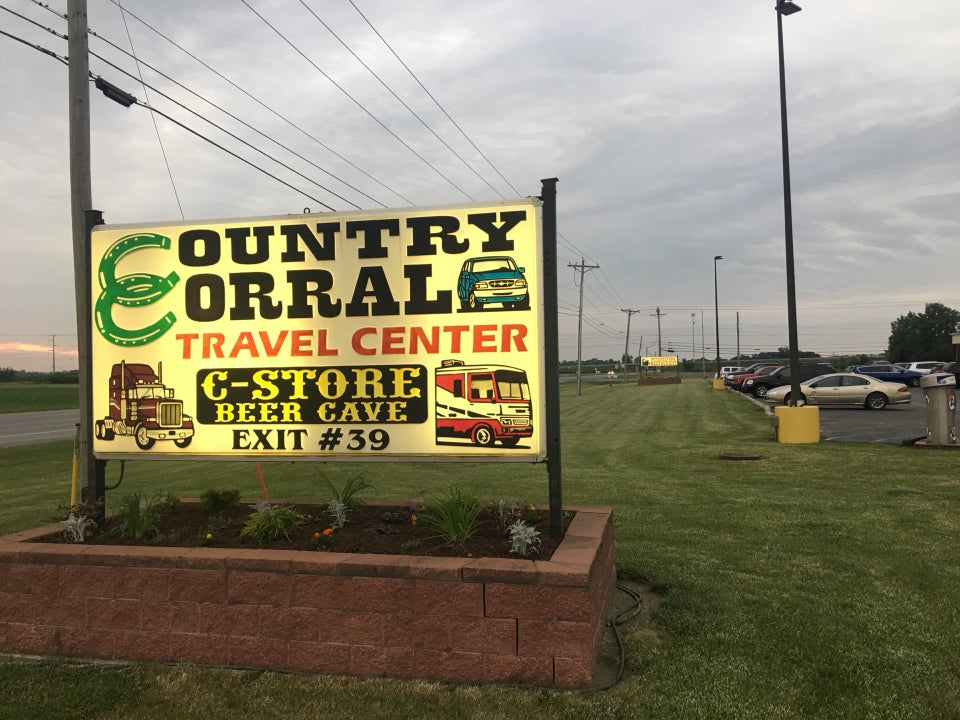 COUNTRY
CORRAL
TRAVEL CENTER
C-STORE
BEER CAVE
EXIT #39